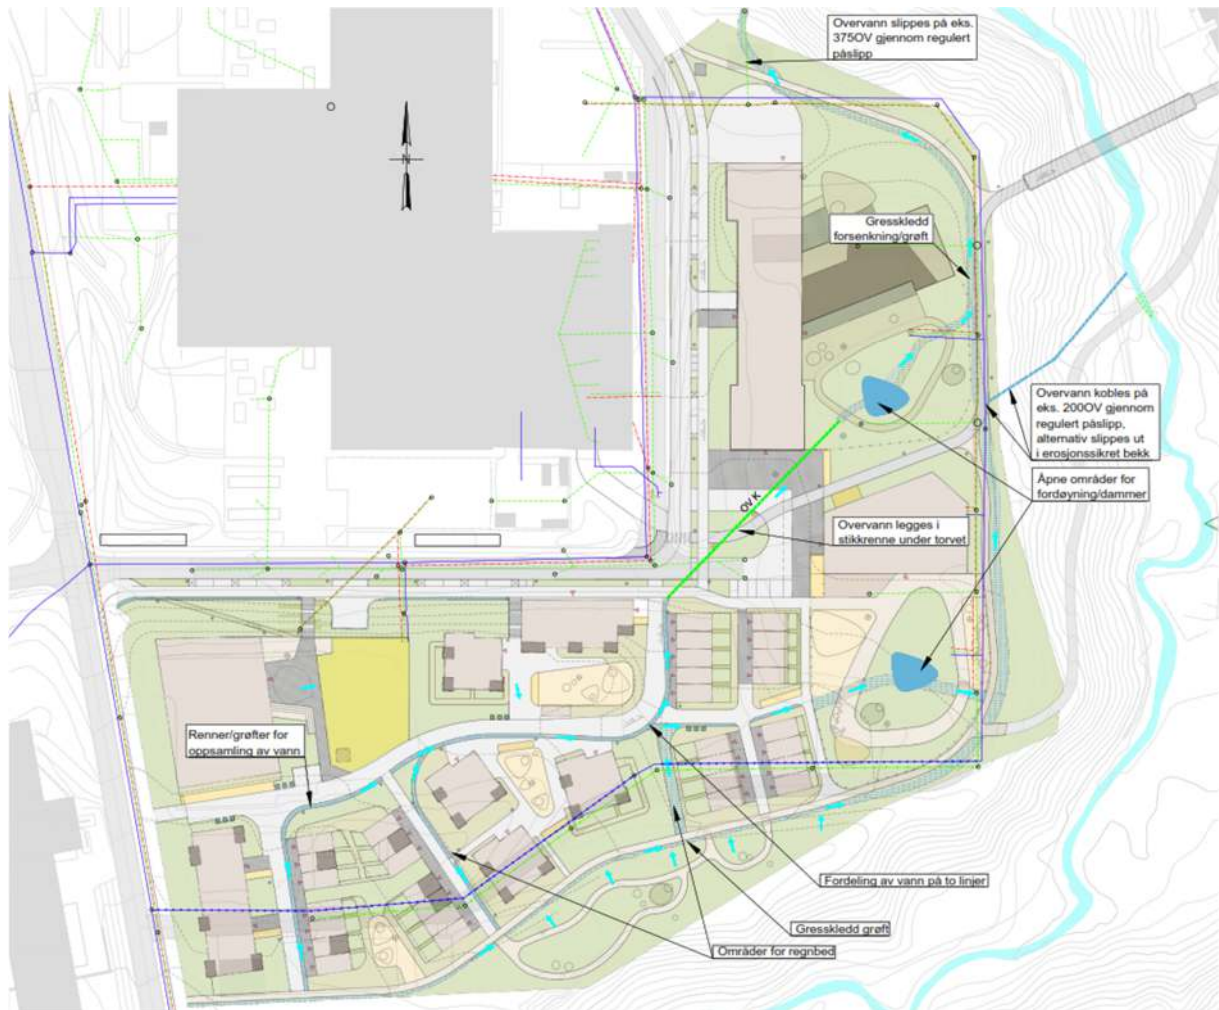 Overvann slippes på eks.
375OV gjennom regulert
påslipp
N
Gresskledd
forsenkning/grøft
Overvann kobles på
eks. 200OV gjennom
regulert påslipp,
alternativ slippes ut
i erosjonssikret bekk
Åpne områder for
fordøyning/dammer
OV K
Overvann legges i
stikkrenne under torvet
Renner/grøfter for
oppsamling av vann
Fordeling av vann på to linjer
Gresskledd grøft
Områder for regnbed